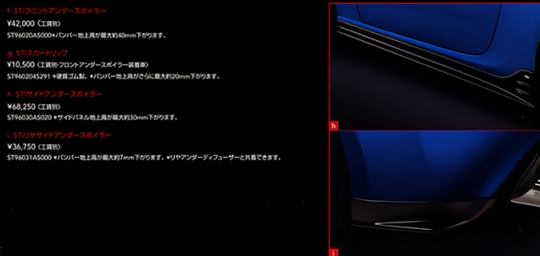 f. STIフロントアンダースポイラー
¥42,000〈工賃別〉
ST96020AS000＊バンパー地上高が最大約40mm下がります。
g. STIスカートリップ
¥10,500〈工賃別・フロントアンダースポイラー装着車〉
ST960204S291 ＊硬質ゴム製。＊バンパー地上高がさらに最大約20mm下がります。
h. STIサイドアンダースポイラー
¥68,250〈工賃別〉
ST96030AS020 ＊サイドパネル地上高が最大約30mm下がります。
i. STIリヤサイドアンダースポイラー
¥36,750〈工賃別〉
ST96031AS000 ＊バンパー地上高が最大約7mm下がります。＊リヤアンダーディフューザーと共着できます。
h
i